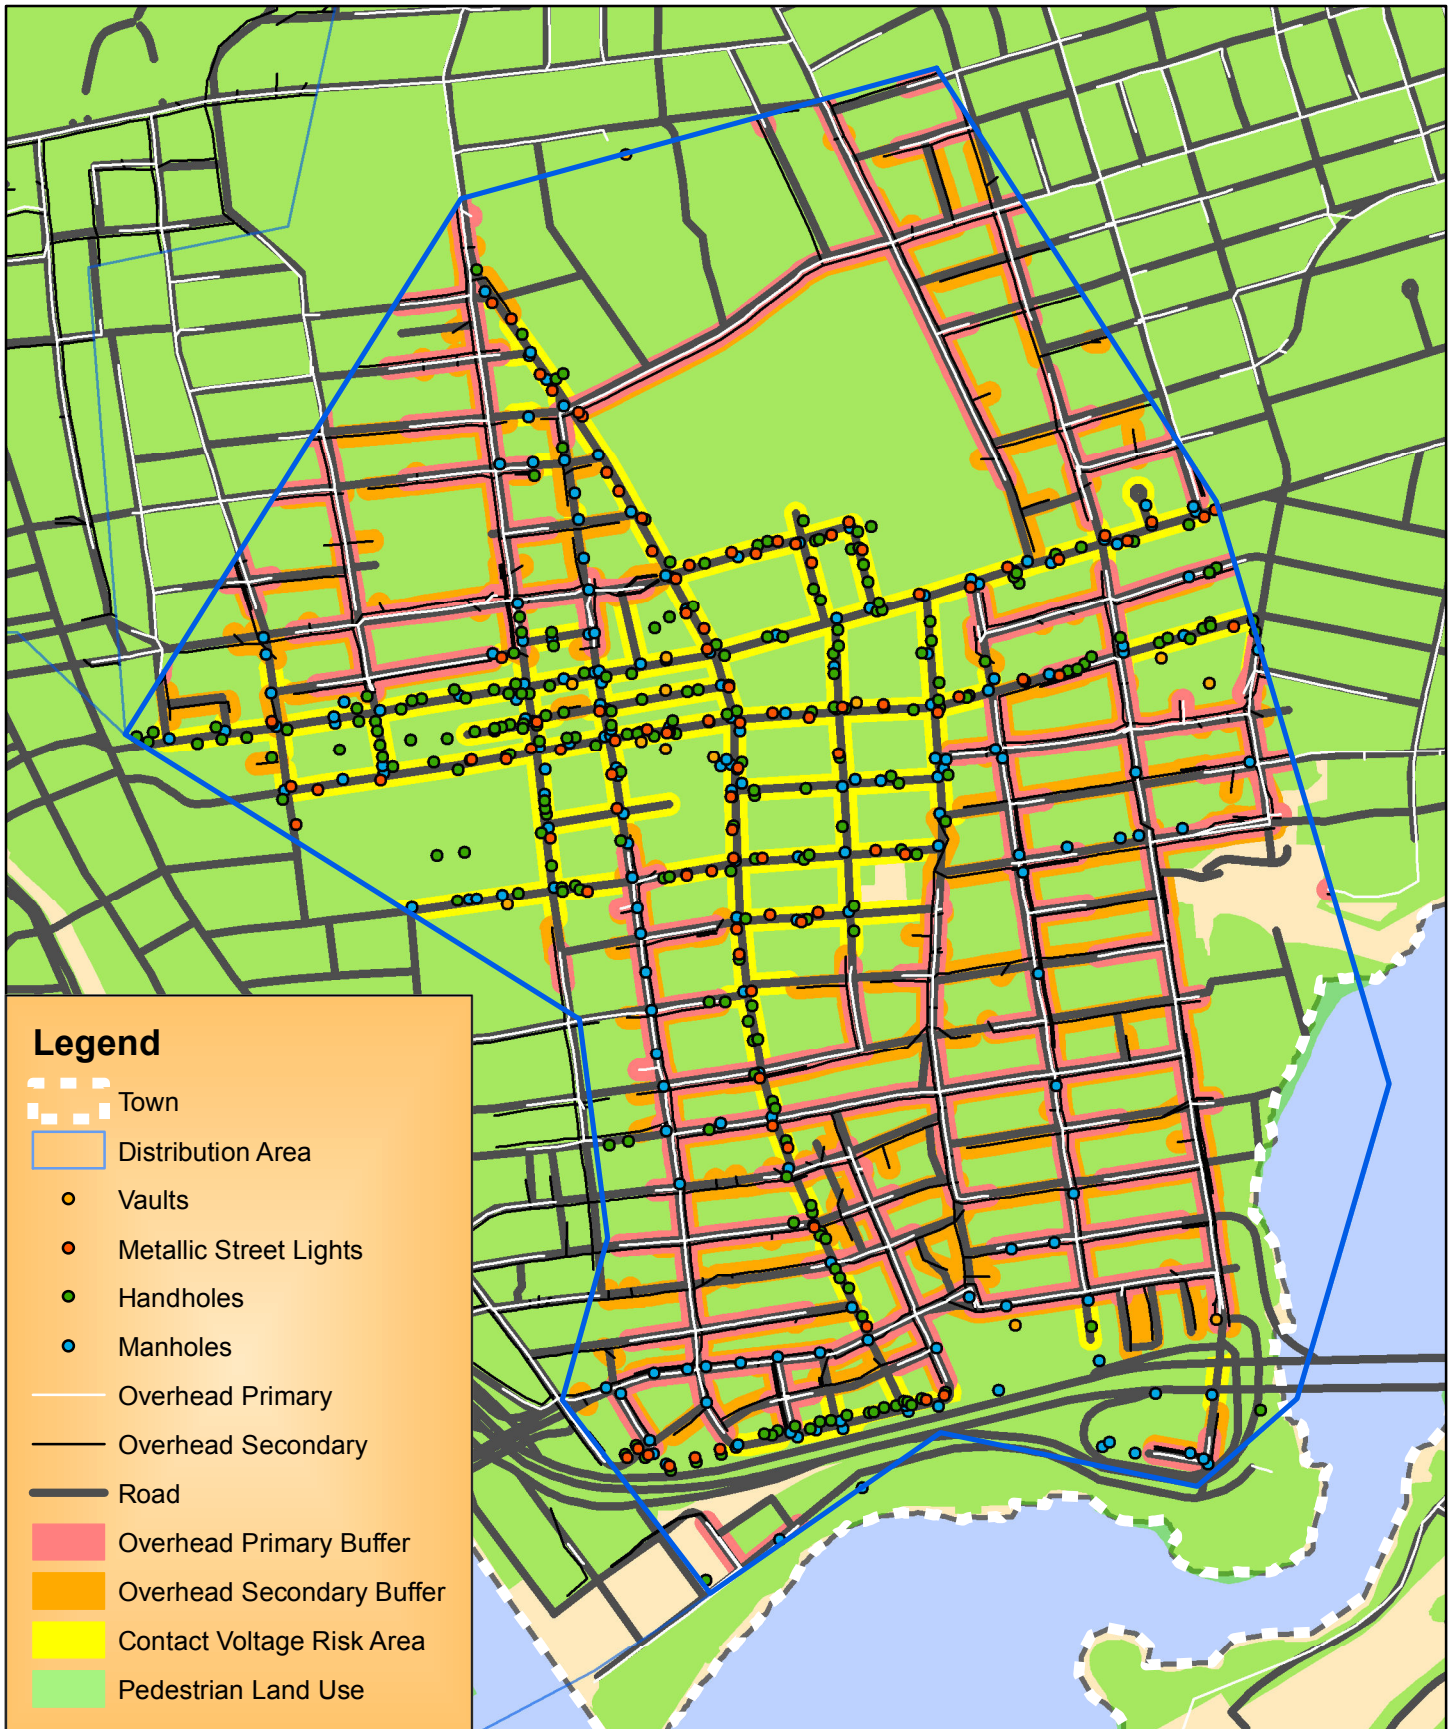 Legend
Town
Distribution Area
Vaults
Metallic Street Lights
Handholes
Manholes
Overhead Primary
Overhead Secondary
Road
Overhead Primary Buffer
Overhead Secondary Buffer
Contact Voltage Risk Area
Pedestrian Land Use